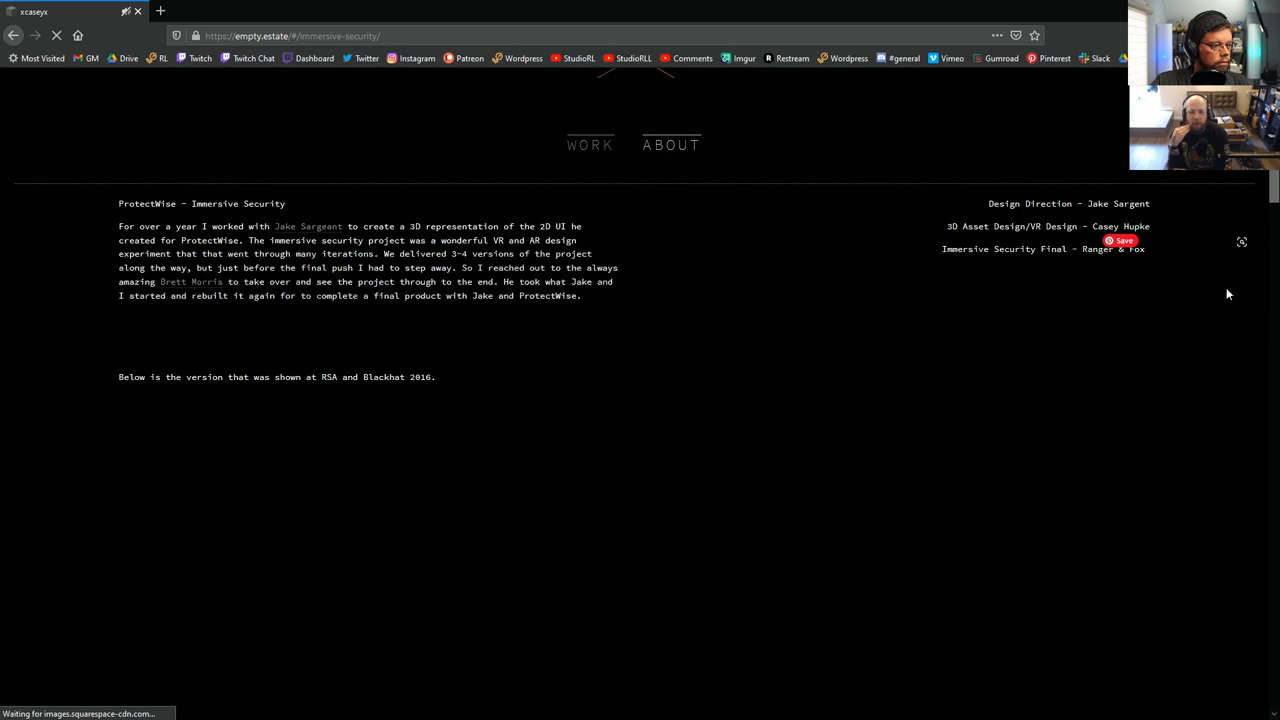 xcaseyx
https://empty.estate/#/immersive-security/
Most Visited GM Drive RL Twitch Twitch Chat Dashboard Twitter Instagram Patreon Wordpress StudioRL StudioRLL Comments Imgur Restream Wordpress #general Vimeo Gumroad Pinterest Slack
WORK ABOUT
ProtectWise - Immersive Security
Design Direction - Jake Sargent
For over a year I worked with Jake Sargeant to create a 3D representation of the 2D UI he
created for ProtectWise. The immersive security project was a wonderful VR and AR design
experiment that that went through many iterations. We delivered 3-4 versions of the project
along the way, but just before the final push I had to step away. So I reached out to the always
amazing Brett Morris to take over and see the project through to the end. He took what Jake and
I started and rebuilt it again for to complete a final product with Jake and ProtectWise.
3D Asset Design/VR Design - Casey Hupke
Save
Immersive Security Final - Ranger & Fox
Below is the version that was shown at RSA and Blackhat 2016.
Waiting for images.squarespace-cdn.com...